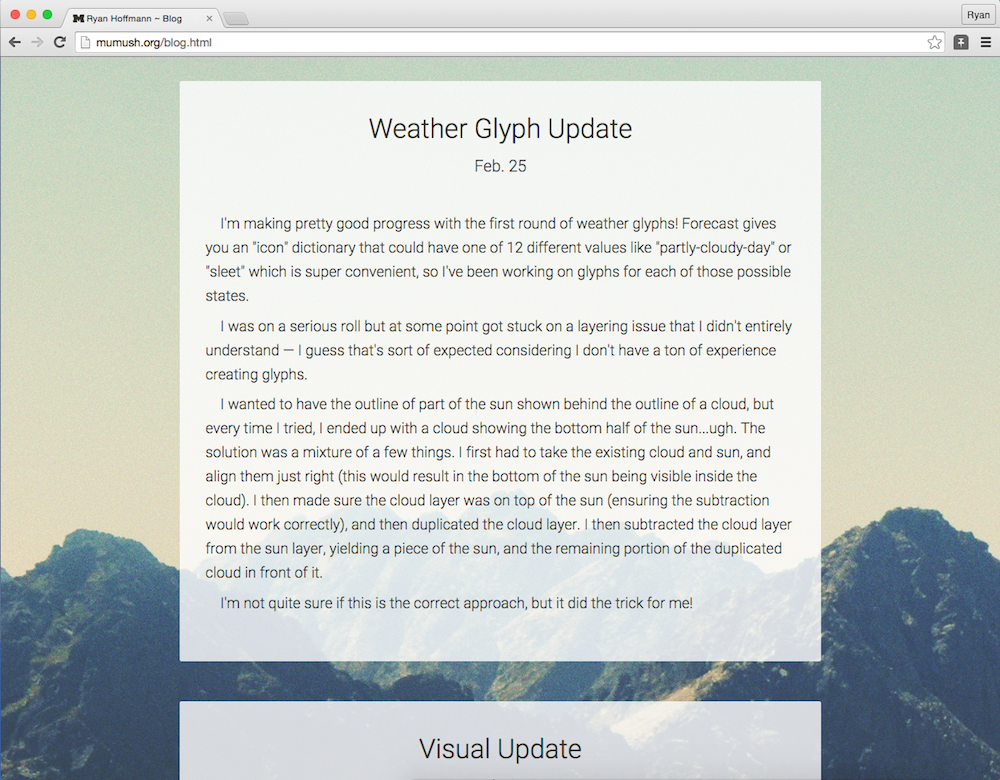 Ryan Hoffmann ~ Blog
Ryan
mumush.org/blog.html
Weather Glyph Update
Feb. 25
I'm making pretty good progress with the first round of weather glyphs! Forecast gives
you an "icon" dictionary that could have one of 12 different values like "partly-cloudy-day" or
"sleet" which is super convenient, so I've been working on glyphs for each of those possible
states.
I was on a serious roll but at some point got stuck on a layering issue that I didn't entirely
understand — I guess that's sort of expected considering I don't have a ton of experience
creating glyphs.
I wanted to have the outline of part of the sun shown behind the outline of a cloud, but
every time I tried, I ended up with a cloud showing the bottom half of the sun...ugh. The
solution was a mixture of a few things. I first had to take the existing cloud and sun, and
align them just right (this would result in the bottom of the sun being visible inside the
cloud). I then made sure the cloud layer was on top of the sun (ensuring the subtraction
would work correctly), and then duplicated the cloud layer. I then subtracted the cloud layer
from the sun layer, yielding a piece of the sun, and the remaining portion of the duplicated
cloud in front of it.
I'm not quite sure if this is the correct approach, but it did the trick for me!
Visual Update